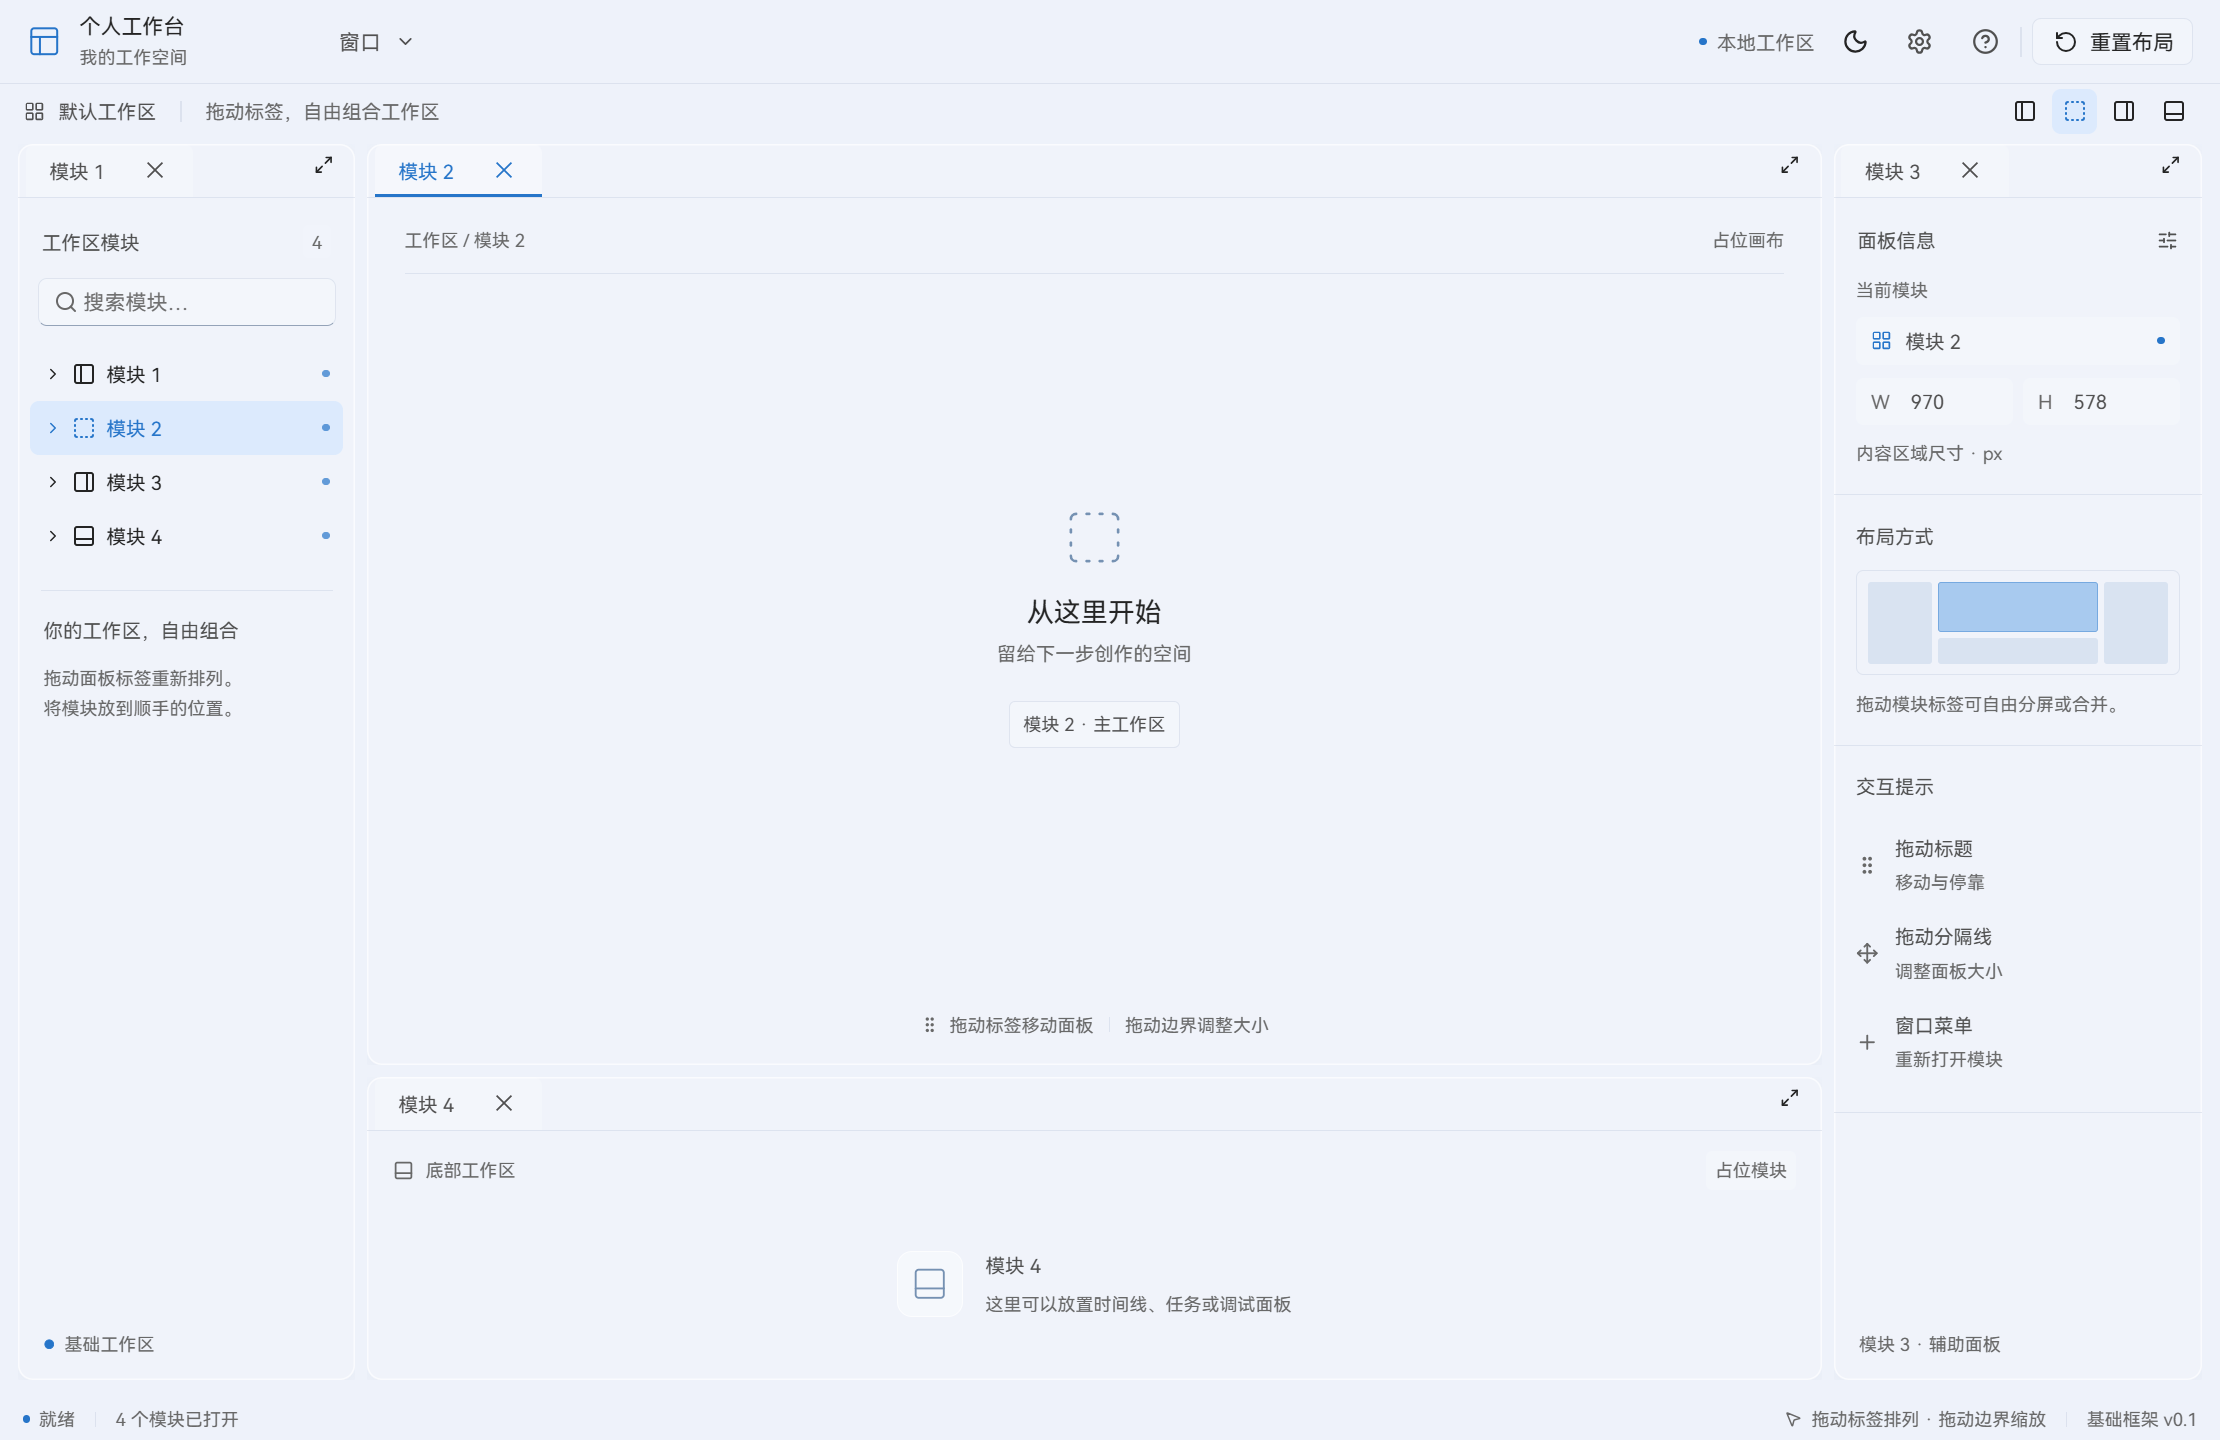 个人工作台
我的工作空间
窗口
本地工作区
重置布局
默认工作区
拖动标签，自由组合工作区
模块 1
工作区模块
4
搜索模块...
模块 1
模块 2
模块 3
模块 4
你的工作区，自由组合
拖动面板标签重新排列。
将模块放到顺手的位置。
基础工作区
模块 2
工作区 / 模块 2
占位画布
从这里开始
留给下一步创作的空间
模块 2 · 主工作区
拖动标签移动面板
拖动边界调整大小
模块 4
底部工作区
占位模块
模块 4
这里可以放置时间线、任务或调试面板
模块 3
面板信息
当前模块
模块 2
W 970
H 578
内容区域尺寸 · px
布局方式
拖动模块标签可自由分屏或合并。
交互提示
拖动标题
移动与停靠
拖动分隔线
调整面板大小
窗口菜单
重新打开模块
模块 3 · 辅助面板
就绪
4 个模块已打开
拖动标签排列 · 拖动边界缩放
基础框架 v0.1